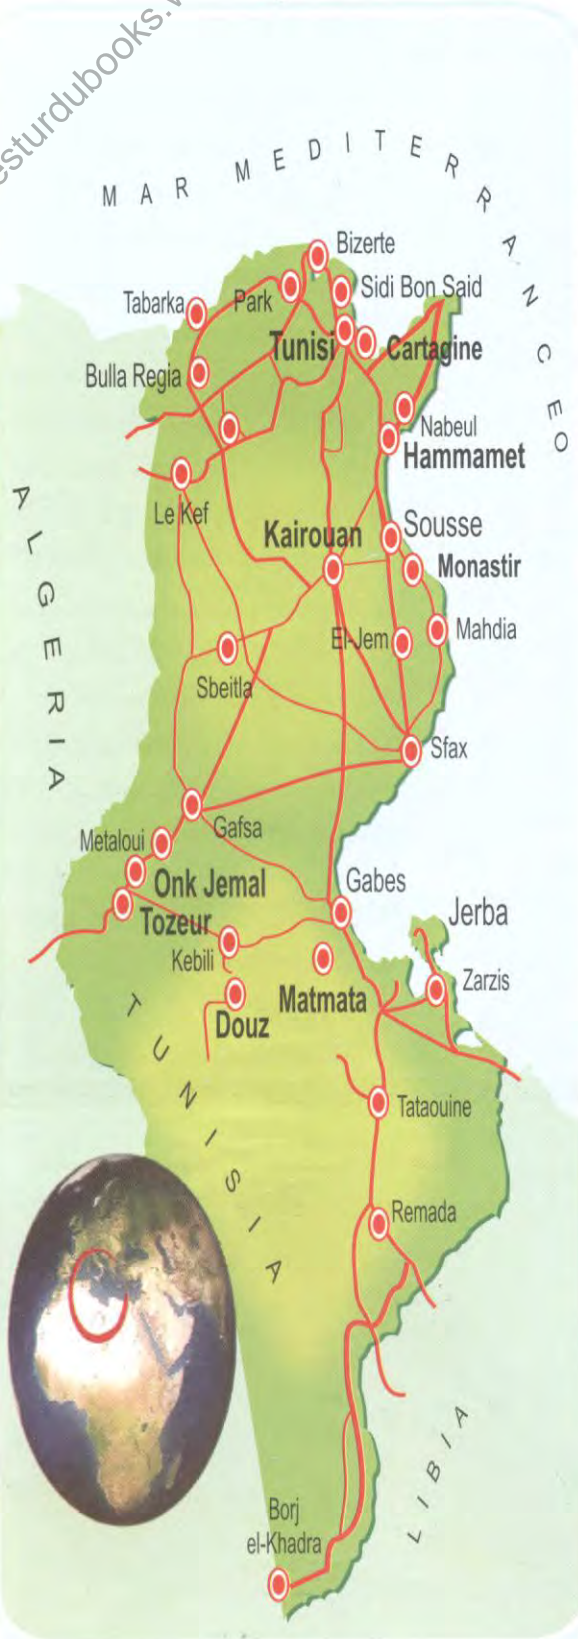 esturdubooks.
MAR MEDITERRANCEO
Bizerte
Sidi Bon Said
Park
Tabarka
Tunisi
Cartagine
Bulla Regia
Nabeul
Hammamet
Le Kef
ALGERIA
Sousse
Kairouan
Monastir
Mahdia
El-Jem
Sbeitla
Sfax
Gafsa
Metaloui
Onk Jemal
Gabes
Tozeur
Jerba
Kebili
Zarzis
Matmata
Douz
TUNISIA
Tataouine
Remada
LIBIA
Borj
el-Khadra